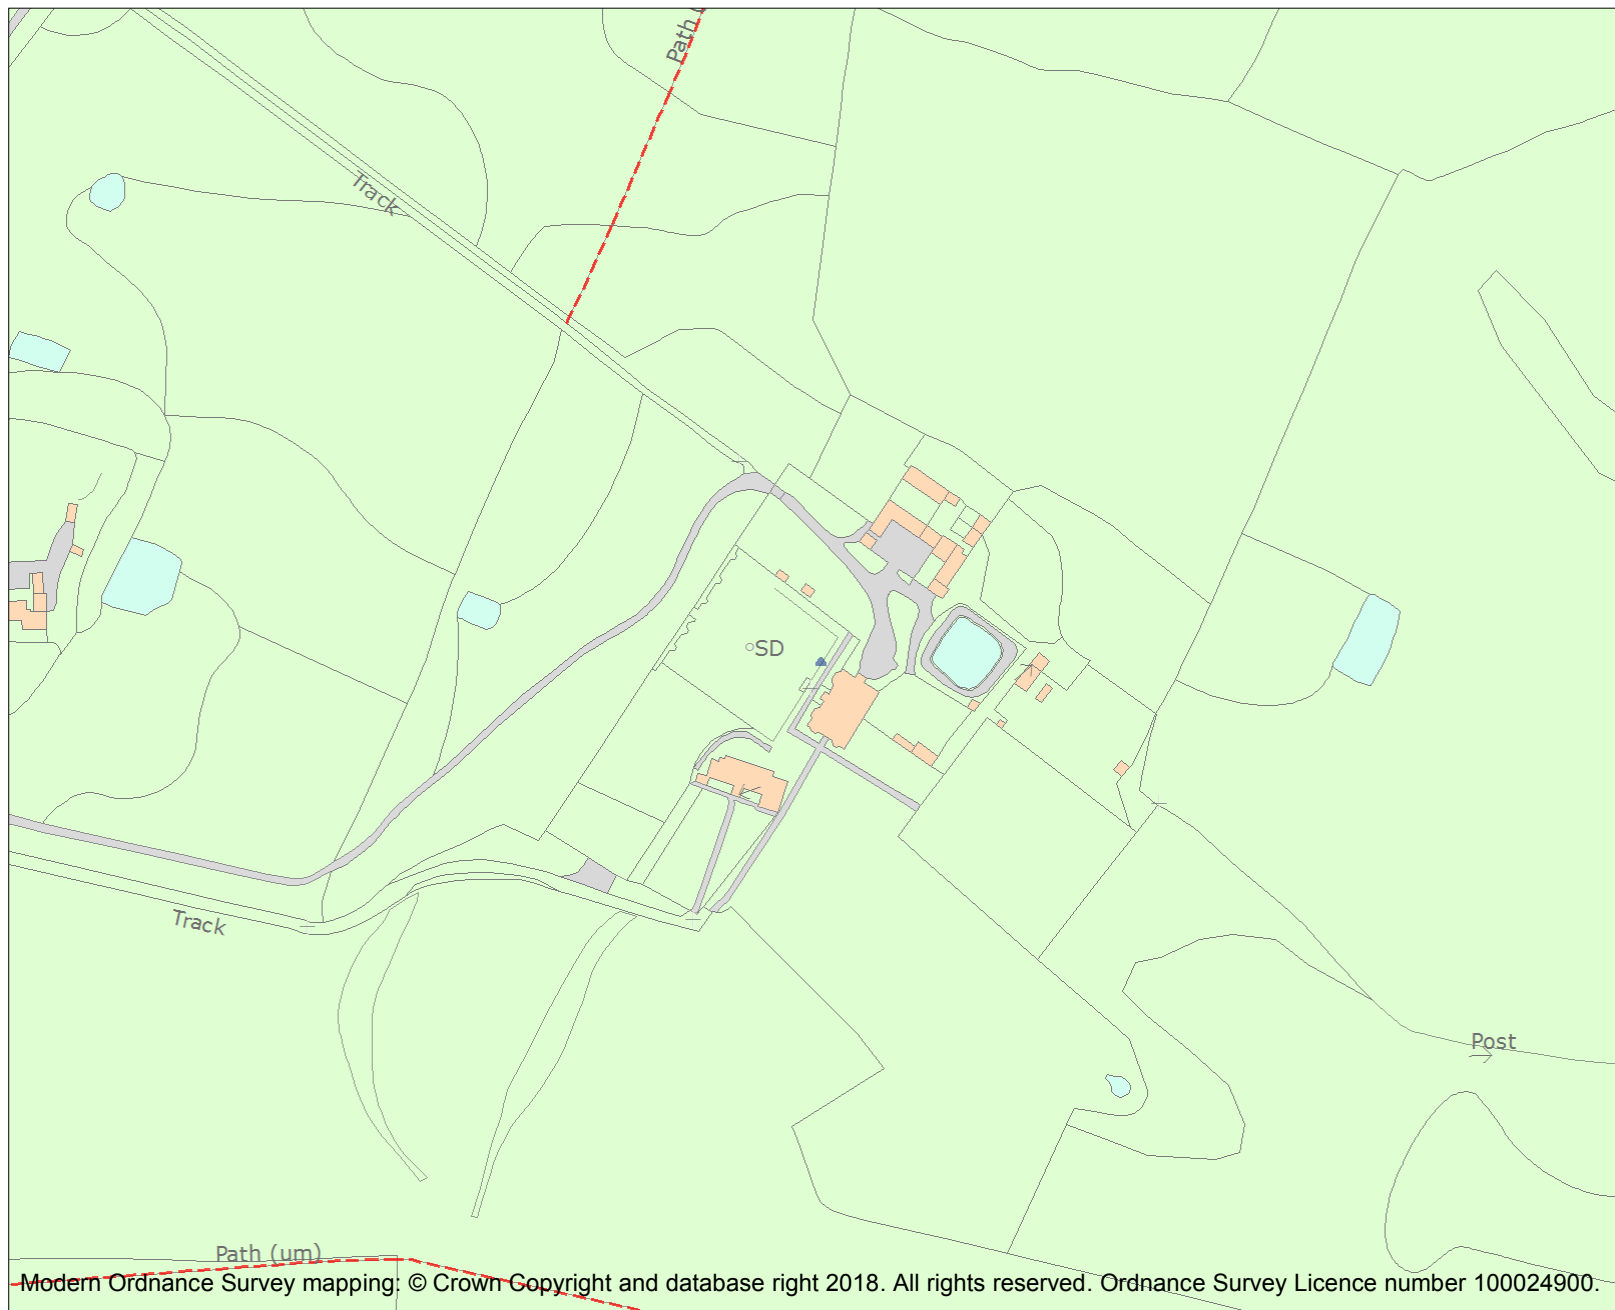 Path (
Track
SD
Track
Post
Path (um)
Modern Ordnance Survey mapping: © Crown Copyright and database right 2018. All rights reserved. Ordnance Survey Licence number 100024900.